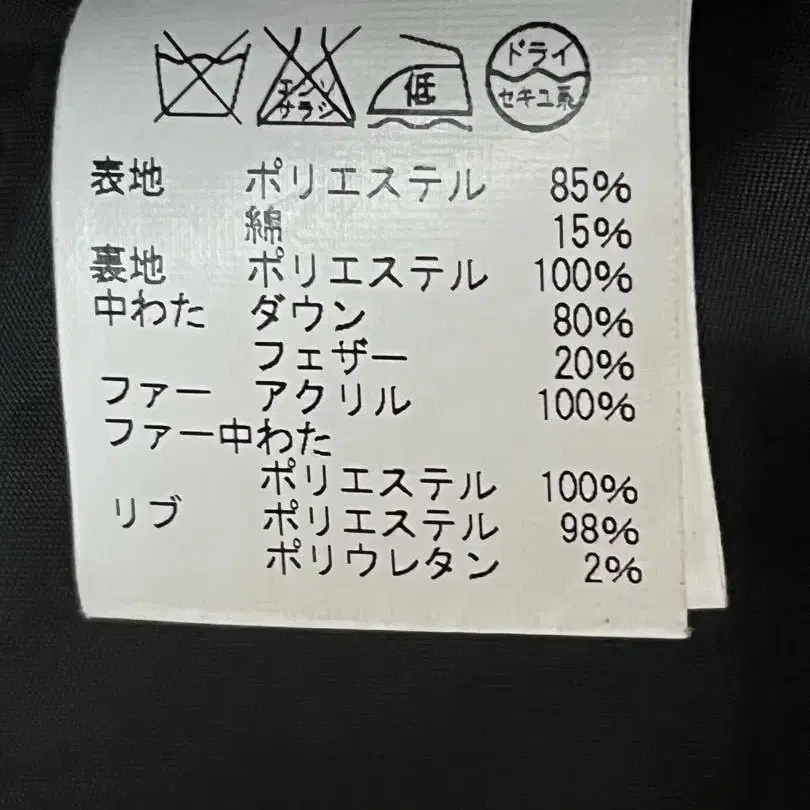 エンソ
サラシ
低
ドライ
セキユ系
表地 ポリエステル 85%
綿 15%
裏地 ポリエステル 100%
中わた ダウン 80%
フェザー 20%
ファー アクリル 100%
ファー中わた
ポリエステル 100%
リブ ポリエステル 98%
ポリウレタン 2%